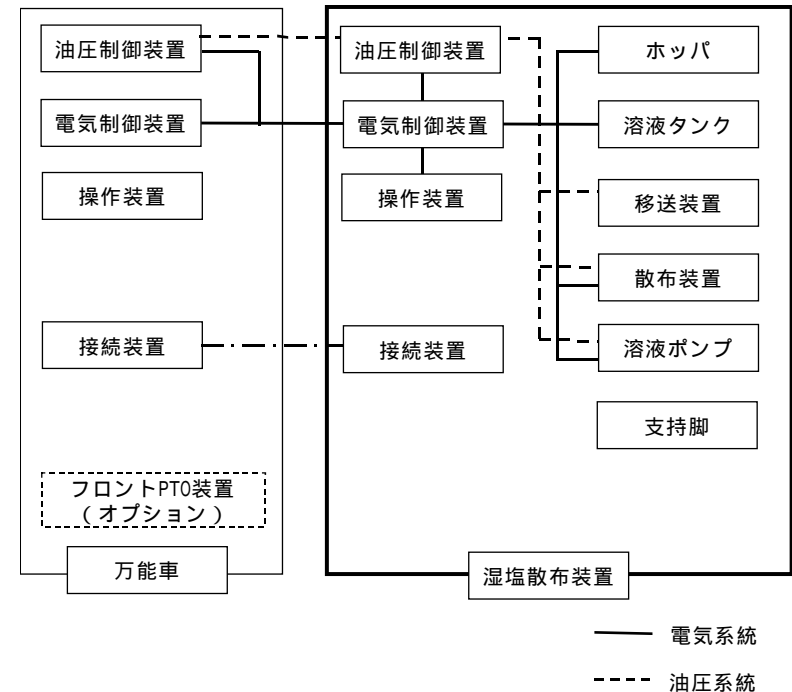 油圧制御装置
電気制御装置
操作装置
接続装置
フロントPTO装置
(オプション)
万能車
油圧制御装置
電気制御装置
操作装置
接続装置
ホッパ
溶液タンク
移送装置
散布装置
溶液ポンプ
支持脚
湿塩散布装置
電気系統
油圧系統